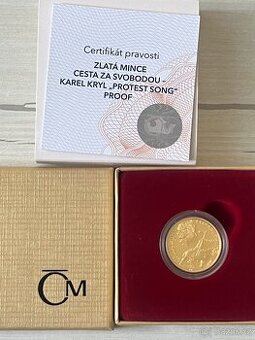 Certifikát pravosti
ZLATÁ MINCE
CESTA ZA SVOBODOU –
KAREL KRYL „PROTEST SONG“
PROOF
ČM